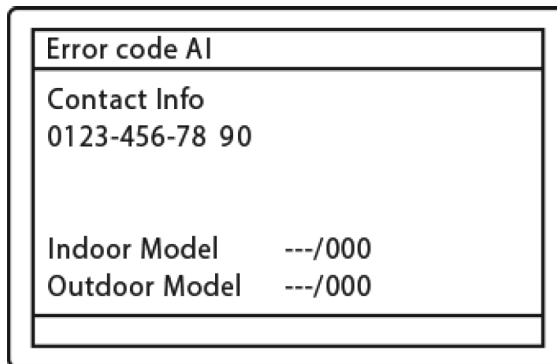 Error code AI
Contact Info
0123-456-78 90
Indoor Model ---/000
Outdoor Model ---/000